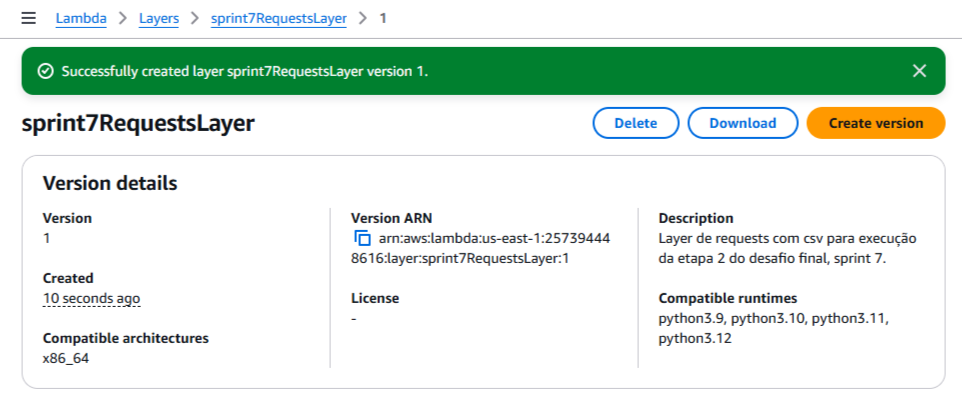 Lambda > Layers > sprint7RequestsLayer > 1
Successfully created layer sprint7RequestsLayer version 1.
sprint7RequestsLayer
Delete
Download
Create version
Version details
Version
1
Created
10 seconds ago
Compatible architectures
x86_64
Version ARN
arn:aws:lambda:us-east-1:25739444
8616:layer:sprint7RequestsLayer:1
License
-
Description
Layer de requests com csv para execução
da etapa 2 do desafio final, sprint 7.
Compatible runtimes
python3.9, python3.10, python3.11,
python3.12